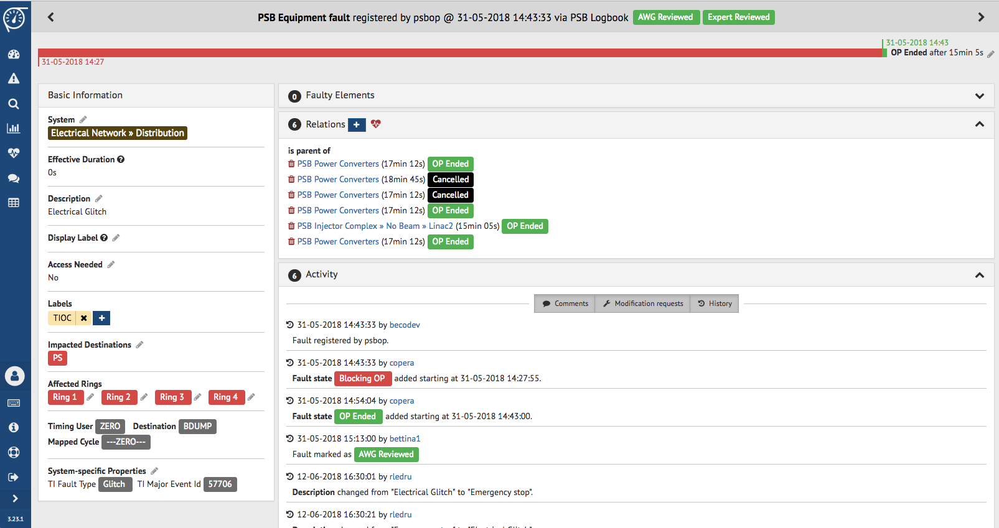 PSB Equipment fault registered by psbop @ 31-05-2018 14:43:33 via PSB Logbook AWG Reviewed Expert Reviewed
31-05-2018 14:43
OP Ended after 15min 5s
31-05-2018 14:27
Basic Information
System
Electrical Network » Distribution
Effective Duration
0s
Description
Electrical Glitch
Display Label
Access Needed
No
Labels
TIOC
Impacted Destinations
PS
Affected Rings
Ring 1 Ring 2 Ring 3 Ring 4
Timing User ZERO Destination BDUMP
Mapped Cycle ---ZERO---
System-specific Properties
TI Fault Type Glitch TI Major Event Id 57706
0 Faulty Elements
6 Relations
is parent of
PSB Power Converters (17min 12s) OP Ended
PSB Power Converters (18min 45s) Cancelled
PSB Power Converters (17min 12s) Cancelled
PSB Power Converters (17min 12s) OP Ended
PSB Injector Complex » No Beam » Linac2 (15min 05s) OP Ended
PSB Power Converters (17min 12s) OP Ended
6 Activity
Comments Modification requests History
31-05-2018 14:43:33 by becodev
Fault registered by psbop.
31-05-2018 14:43:33 by copera
Fault state Blocking OP added starting at 31-05-2018 14:27:55.
31-05-2018 14:54:04 by copera
Fault state OP Ended added starting at 31-05-2018 14:43:00.
31-05-2018 15:13:00 by bettina1
Fault marked as AWG Reviewed
12-06-2018 16:30:01 by rledru
Description changed from "Electrical Glitch" to "Emergency stop".
12-06-2018 16:30:21 by rledru
3.23.1